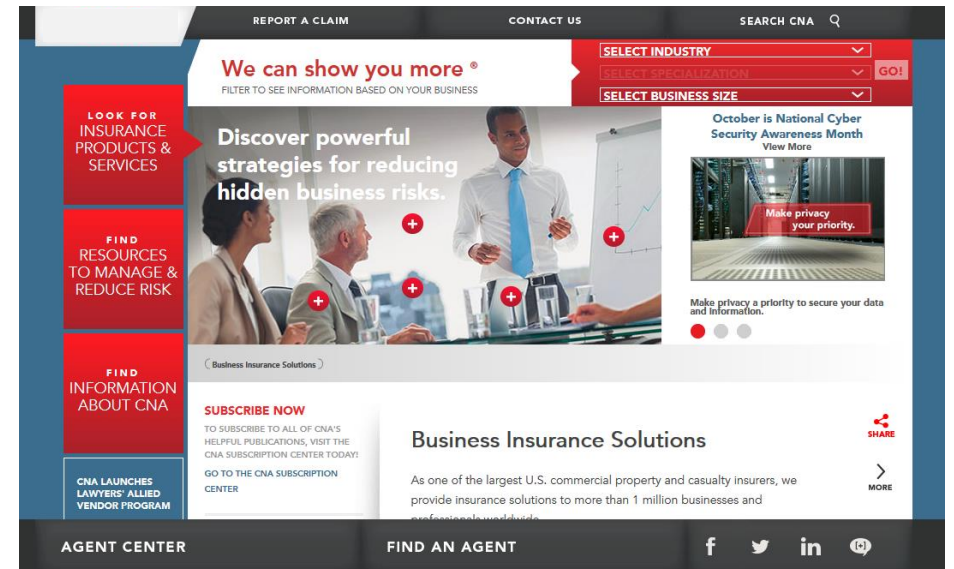 REPORT A CLAIM
CONTACT US
SEARCH CNA
We can show you more ®
FILTER TO SEE INFORMATION BASED ON YOUR BUSINESS
SELECT INDUSTRY
SELECT SPECIALIZATION
GO!
SELECT BUSINESS SIZE
LOOK FOR
INSURANCE
PRODUCTS &
SERVICES
FIND
RESOURCES
TO MANAGE &
REDUCE RISK
FIND
INFORMATION
ABOUT CNA
CNA LAUNCHES
LAWYERS' ALLIED
VENDOR PROGRAM
Discover powerful
strategies for reducing
hidden business risks.
October is National Cyber
Security Awareness Month
View More
Make privacy
your priority.
Make privacy a priority to secure your data
and information.
Business Insurance Solutions
SUBSCRIBE NOW
TO SUBSCRIBE TO ALL OF CNA'S
HELPFUL PUBLICATIONS, VISIT THE
CNA SUBSCRIPTION CENTER TODAY!
GO TO THE CNA SUBSCRIPTION
CENTER
Business Insurance Solutions
As one of the largest U.S. commercial property and casualty insurers, we
provide insurance solutions to more than 1 million businesses and
professionals worldwide
SHARE
MORE
AGENT CENTER
FIND AN AGENT
f
in